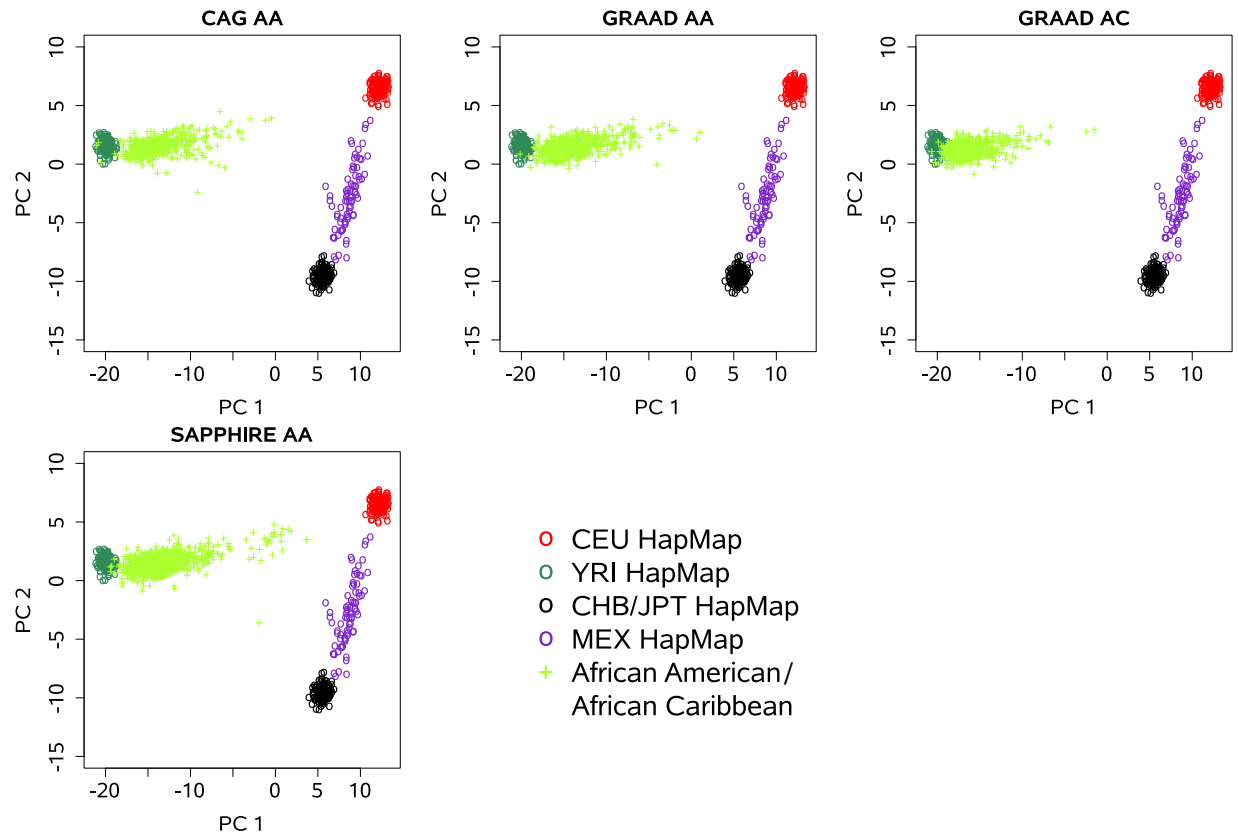 CAG AA
10
5
0
-5
-10
-15
PC 2
-20
-10
0
5
10
PC 1
GRAAD AA
10
5
0
-5
-10
-15
PC 2
-20
-10
0
5
10
PC 1
GRAAD AC
10
5
0
-5
-10
-15
PC 2
-20
-10
0
5
10
PC 1
SAPPHIRE AA
10
5
0
-5
-10
-15
PC 2
-20
-10
0
5
10
PC 1
CEU HapMap
YRI HapMap
CHB/JPT HapMap
MEX HapMap
African American/
African Caribbean